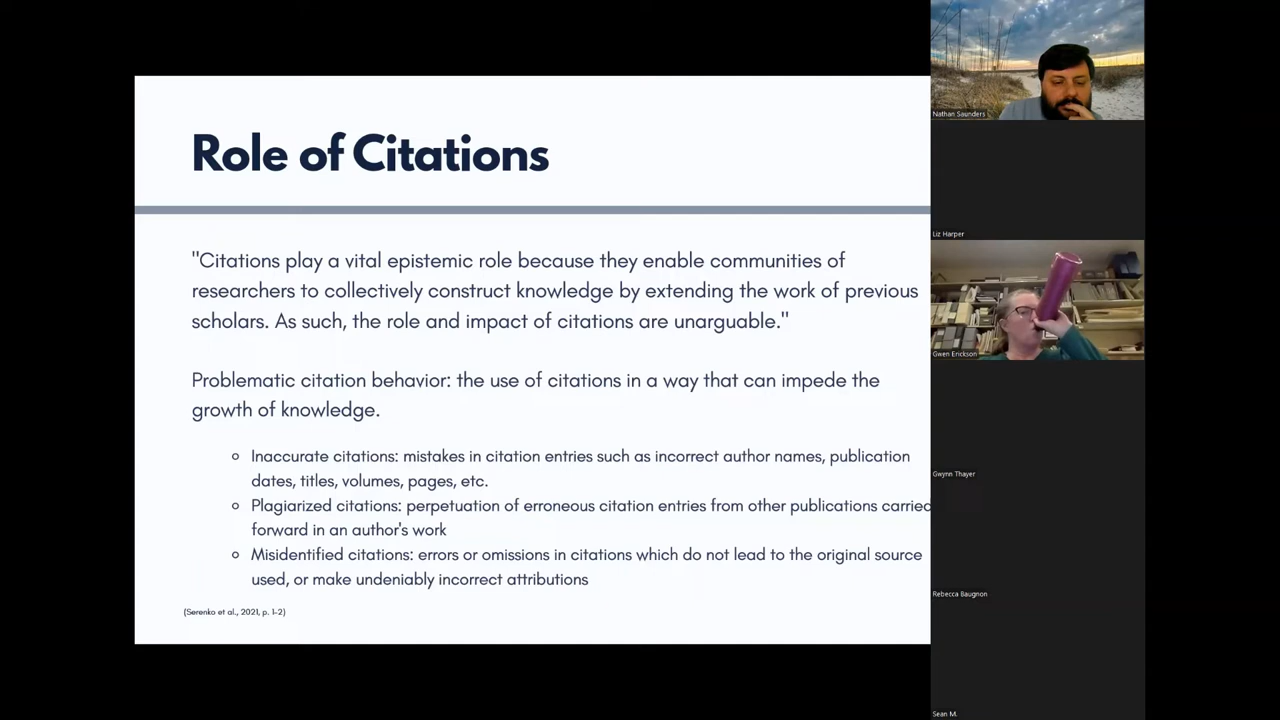 Role of Citations
"Citations play a vital epistemic role because they enable communities of
researchers to collectively construct knowledge by extending the work of previous
scholars. As such, the role and impact of citations are unarguable."
Problematic citation behavior: the use of citations in a way that can impede the
growth of knowledge.
Inaccurate citations: mistakes in citation entries such as incorrect author names, publication
dates, titles, volumes, pages, etc.
Plagiarized citations: perpetuation of erroneous citation entries from other publications carried
forward in an author's work
Misidentified citations: errors or omissions in citations which do not lead to the original source
used, or make undeniably incorrect attributions
(Serenko et al., 2021, p. 1-2)
Nathan Saunders
Liz Harper
Gwen Erickson
Gwynn Thayer
Rebecca Baugnon
Sean M.